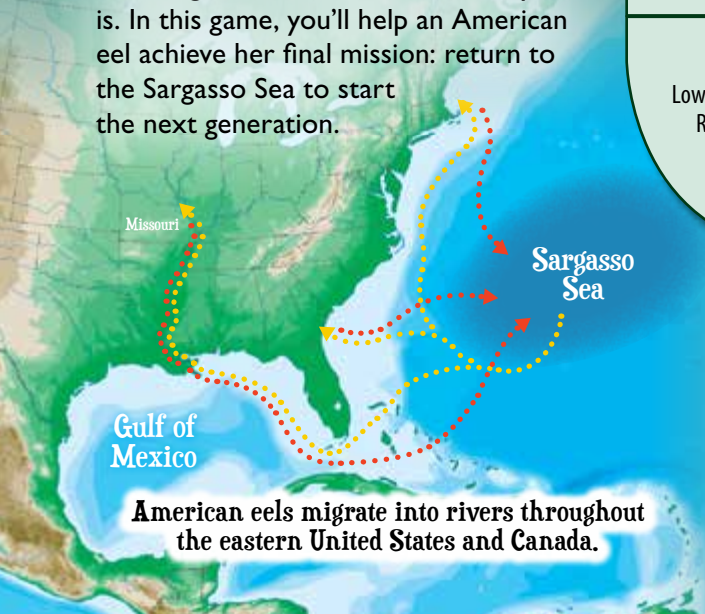 is. In this game, you’ll help an American
eel achieve her final mission: return to
the Sargasso Sea to start
the next generation.
Low
R
Missouri
Sargasso
Sea
Gulf of
Mexico
American eels migrate into rivers throughout
the eastern United States and Canada.